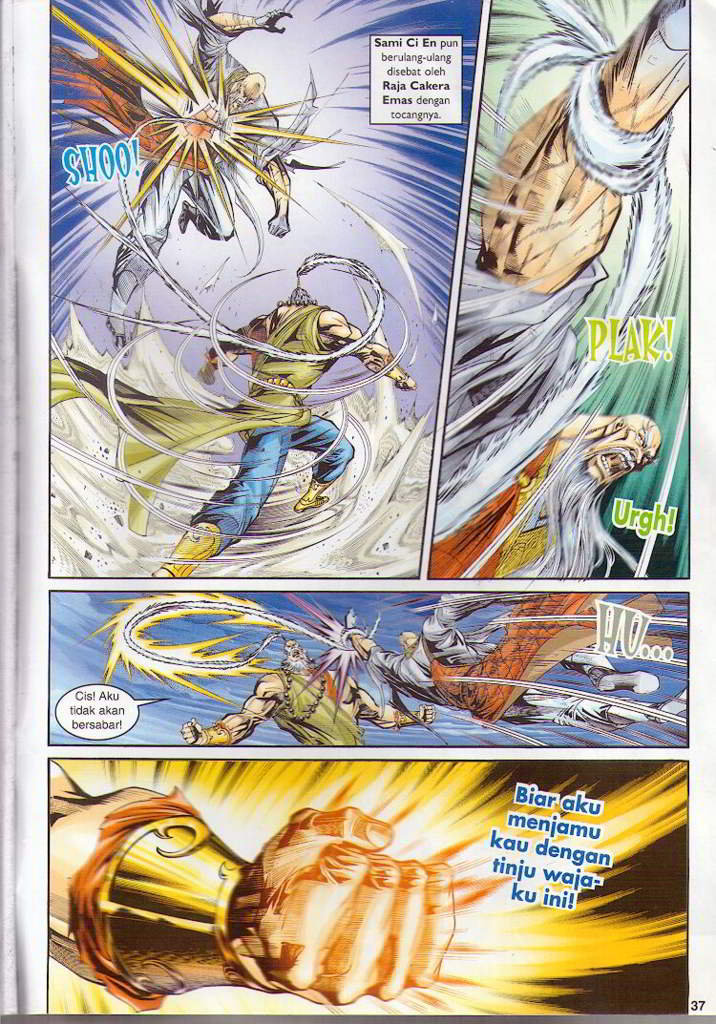 Sami Ci En pun
berulang-ulang
disebat oleh
Raja Cakera
Emas dengan
tocangnya.
SHOO!
PLAK!
Urgh!
HU...
Cis! Aku
tidak akan
bersabar!
Biar aku
menjamu
kau dengan
tinju waja-
ku ini!
37